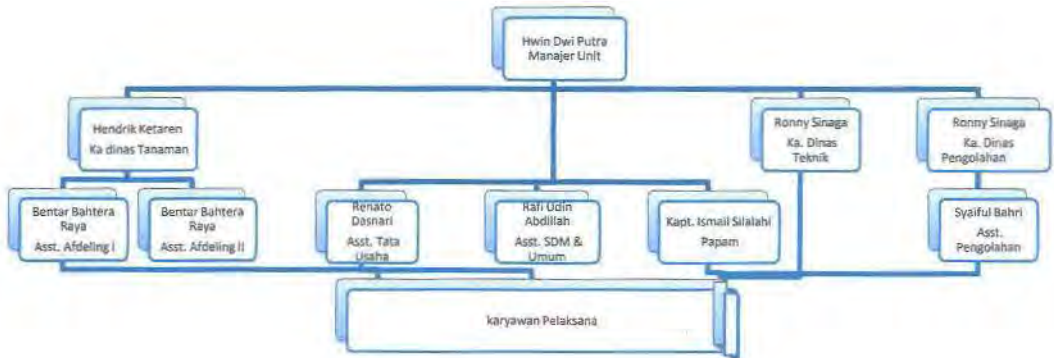 Hwin Dwi Putra
Manajer Unit
Hendrik Ketaren
Ka dinas Tanaman
Ronny Sinaga
Ka. Dinas
Teknik
Ronny Sinaga
Ka. Dinas
Pengolahan
Bentar Bahtera
Raya
Asst. Afdeling I
Bentar Bahtera
Raya
Asst. Afdeling II
Renato
Dasnari
Asst. Tata
Usaha
Rafi Udin
Abdillah
Asst. SDM &
Umum
Kapt. Ismail Silalahi
Papam
Syaiful Bahri
Asst.
Pengolahan
karyawan Pelaksana